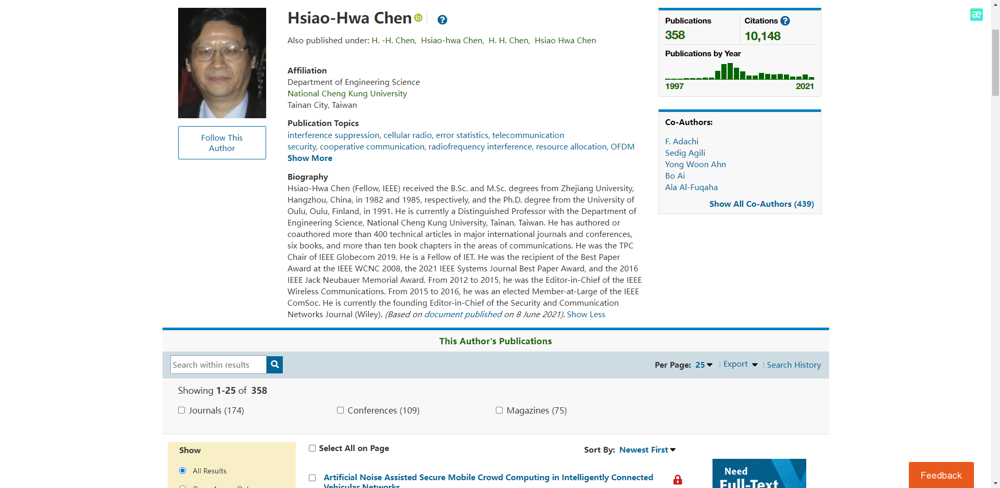 Hsiao-Hwa Chen
iD
?
Also published under: H. -H. Chen, Hsiao-hwa Chen, H. H. Chen, Hsiao Hwa Chen
Affiliation
Department of Engineering Science
National Cheng Kung University
Tainan City, Taiwan
Publication Topics
interference suppression, cellular radio, error statistics, telecommunication
security, cooperative communication, radiofrequency interference, resource allocation, OFDM
Show More
Biography
Hsiao-Hwa Chen (Fellow, IEEE) received the B.Sc. and M.Sc. degrees from Zhejiang University,
Hangzhou, China, in 1982 and 1985, respectively, and the Ph.D. degree from the University of
Oulu, Oulu, Finland, in 1991. He is currently a Distinguished Professor with the Department of
Engineering Science, National Cheng Kung University, Tainan, Taiwan. He has authored or
coauthored more than 400 technical articles in major international journals and conferences,
six books, and more than ten book chapters in the areas of communications. He was the TPC
Chair of IEEE Globecom 2019. He is a Fellow of IET. He was the recipient of the Best Paper
Award at the IEEE WCNC 2008, the 2021 IEEE Systems Journal Best Paper Award, and the 2016
IEEE Jack Neubauer Memorial Award. From 2012 to 2015, he was the Editor-in-Chief of the IEEE
Wireless Communications. From 2015 to 2016, he was an elected Member-at-Large of the IEEE
ComSoc. He is currently the founding Editor-in-Chief of the Security and Communication
Networks Journal (Wiley). (Based on document published on 8 June 2021). Show Less
Follow This
Author
Publications
358
Citations ?
10,148
Publications by Year
1997 2021
Co-Authors:
F. Adachi
Sedig Agili
Yong Woon Ahn
Bo Ai
Ala Al-Fuqaha
Show All Co-Authors (439)
æ
This Author's Publications
Search within results
Per Page: 25 | Export | Search History
Showing 1-25 of 358
Journals (174) Conferences (109) Magazines (75)
Show
All Results
Select All on Page
Sort By: Newest First
Artificial Noise Assisted Secure Mobile Crowd Computing in Intelligently Connected
Vehicular Networks
Need
Full-Text
Feedback